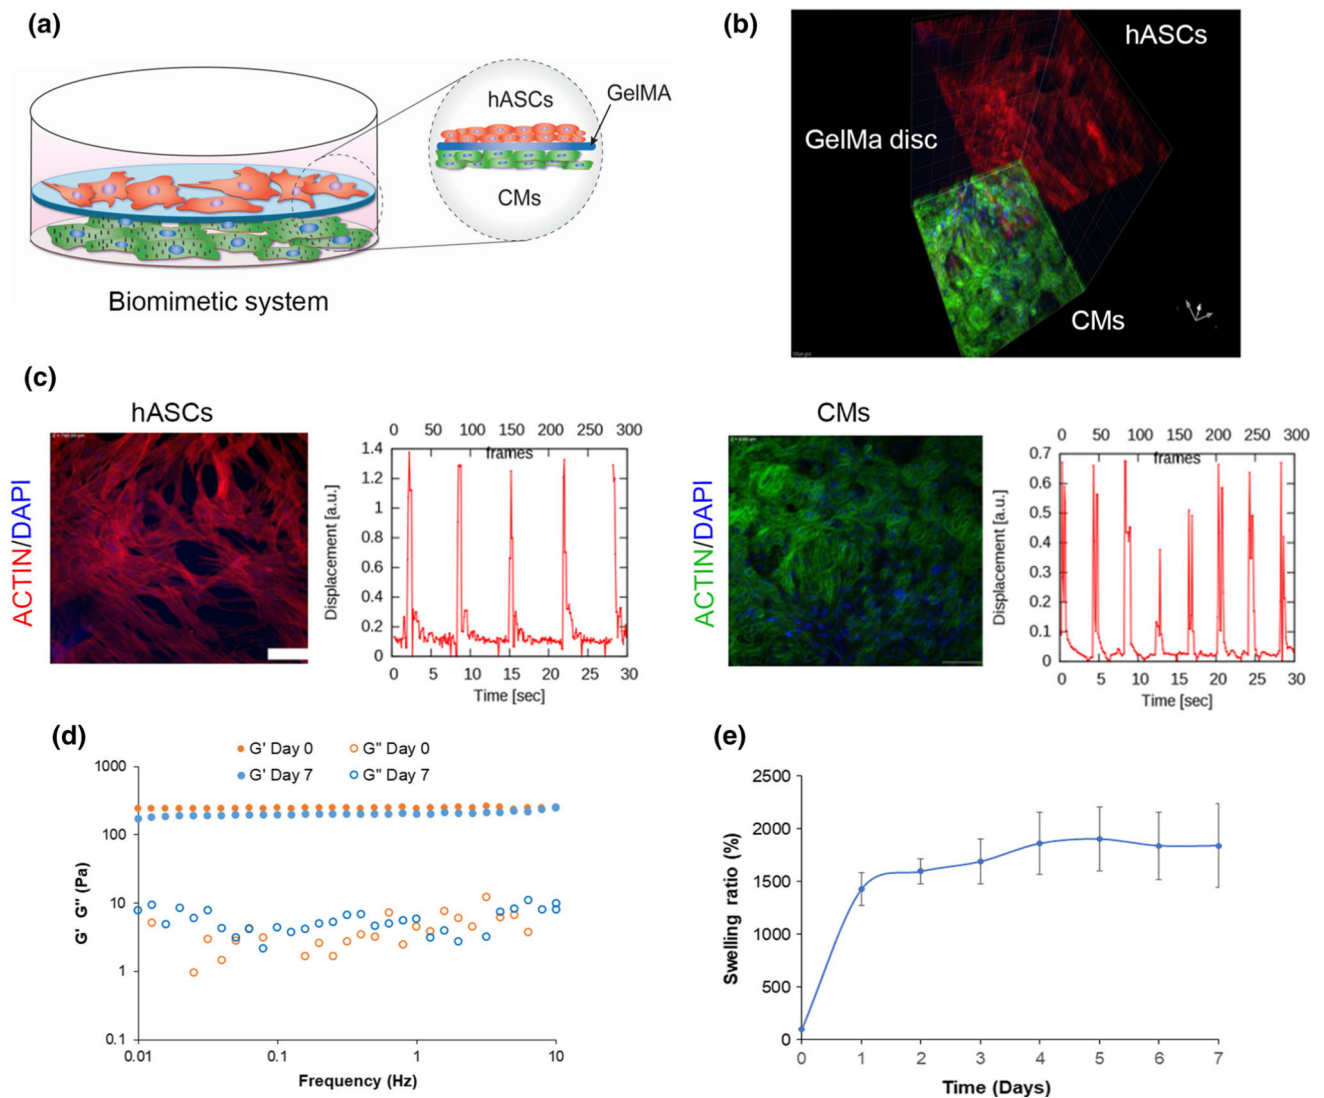 (a)
hASCs
GelMA
CMs
Biomimetic system
(b)
hASCs
GelMa disc
CMs
(c)
hASCs
ACTIN/DAPI
0 50 100 150 200 250 300
frames
1.4
1.2
1
0.8
0.6
0.4
0.2
0
Displacement [a.u.]
0 5 10 15 20 25 30
Time [sec]
CMs
ACTIN/DAPI
0 50 100 150 200 250 300
frames
0.7
0.6
0.5
0.4
0.3
0.2
0.1
0
Displacement [a.u.]
0 5 10 15 20 25 30
Time [sec]
(d)
G' Day 0 G" Day 0
G' Day 7 G" Day 7
1000
100
10
1
0.1
G' G" (Pa)
0.01 0.1 1 10
Frequency (Hz)
(e)
2500
2000
1500
1000
500
0
Swelling ratio (%)
0 1 2 3 4 5 6 7
Time (Days)